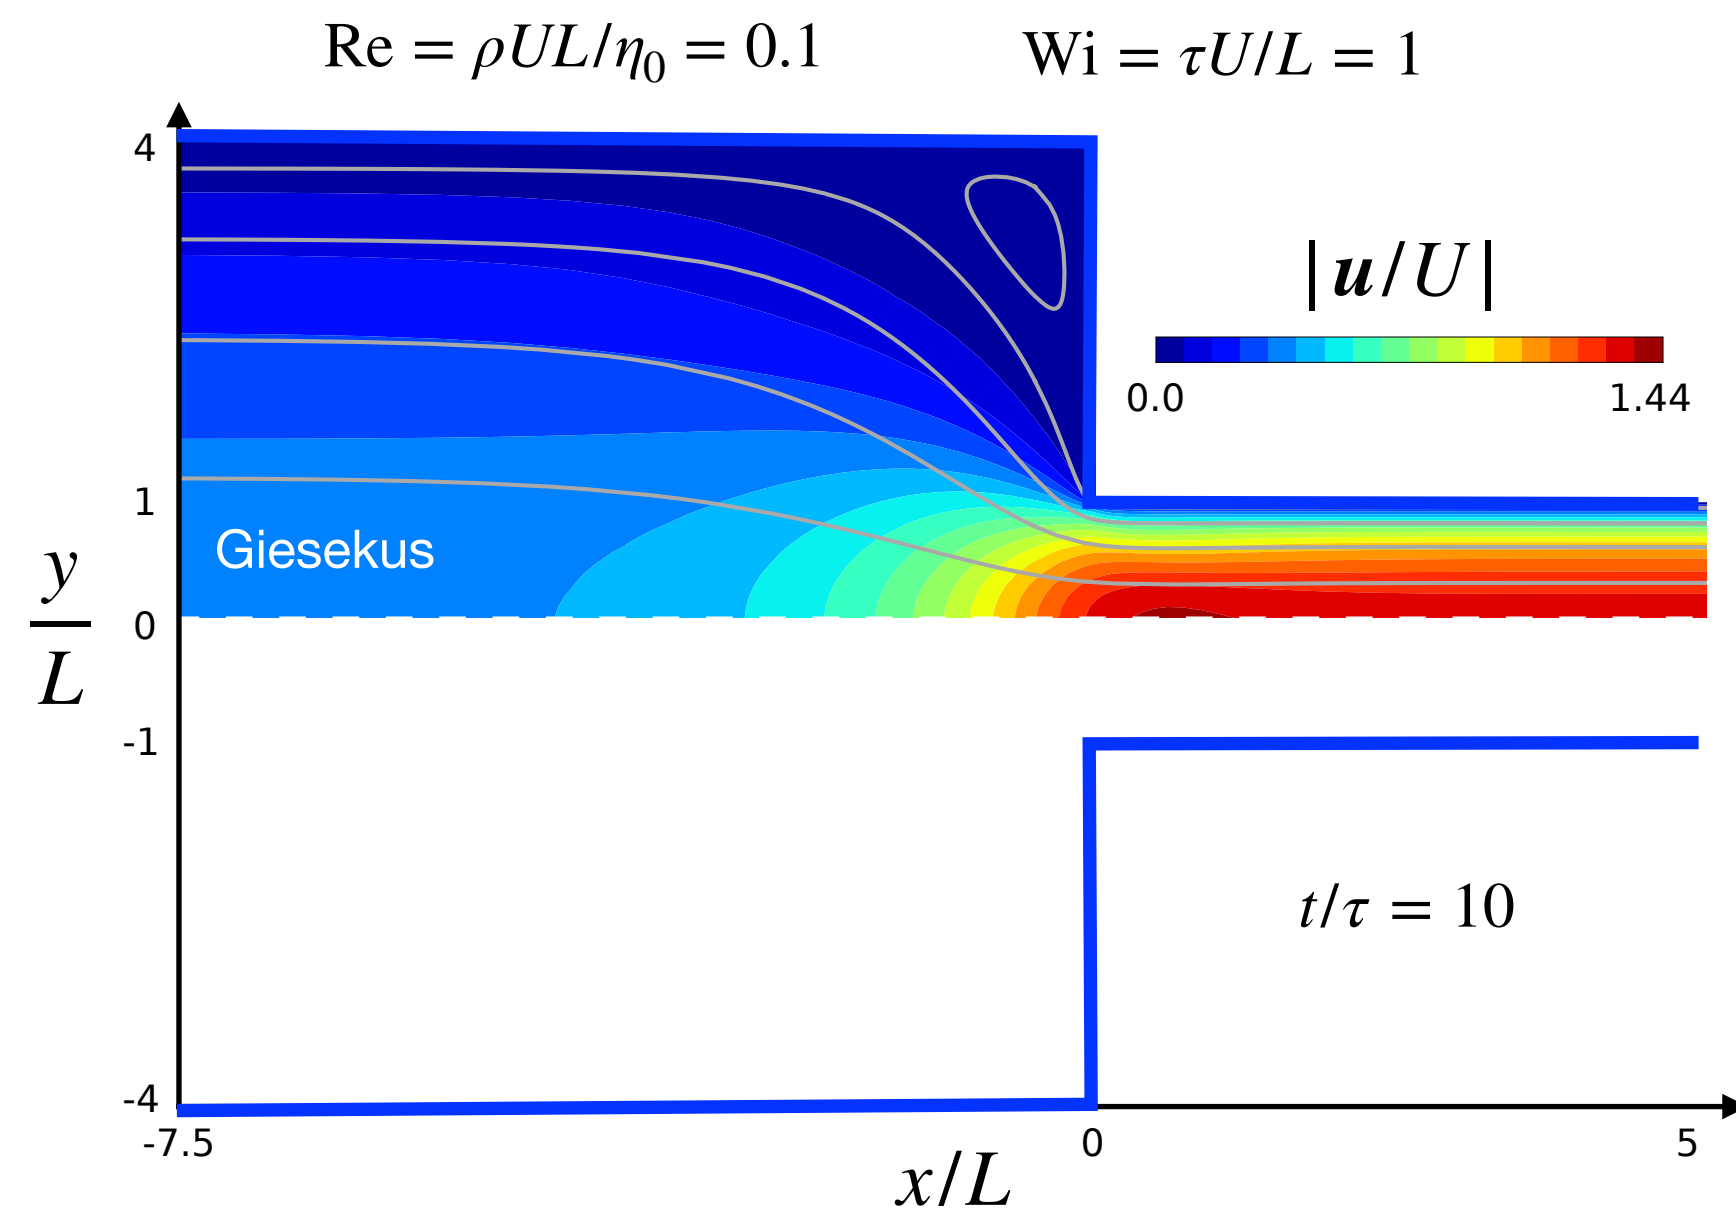 Re = ρUL/η₀ = 0.1
Wi = τU/L = 1
4
|u/U|
0.0
1.44
1
Giesekus
y/L
0
-1
t/τ = 10
-4
-7.5
0
5
x/L